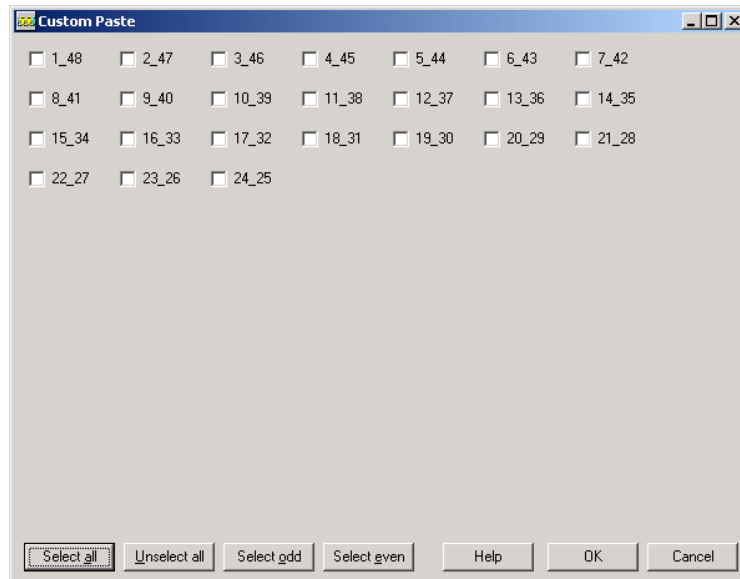 Custom Paste
1_48 2_47 3_46 4_45 5_44 6_43 7_42
8_41 9_40 10_39 11_38 12_37 13_36 14_35
15_34 16_33 17_32 18_31 19_30 20_29 21_28
22_27 23_26 24_25
Select all Unselect all Select odd Select even Help OK Cancel